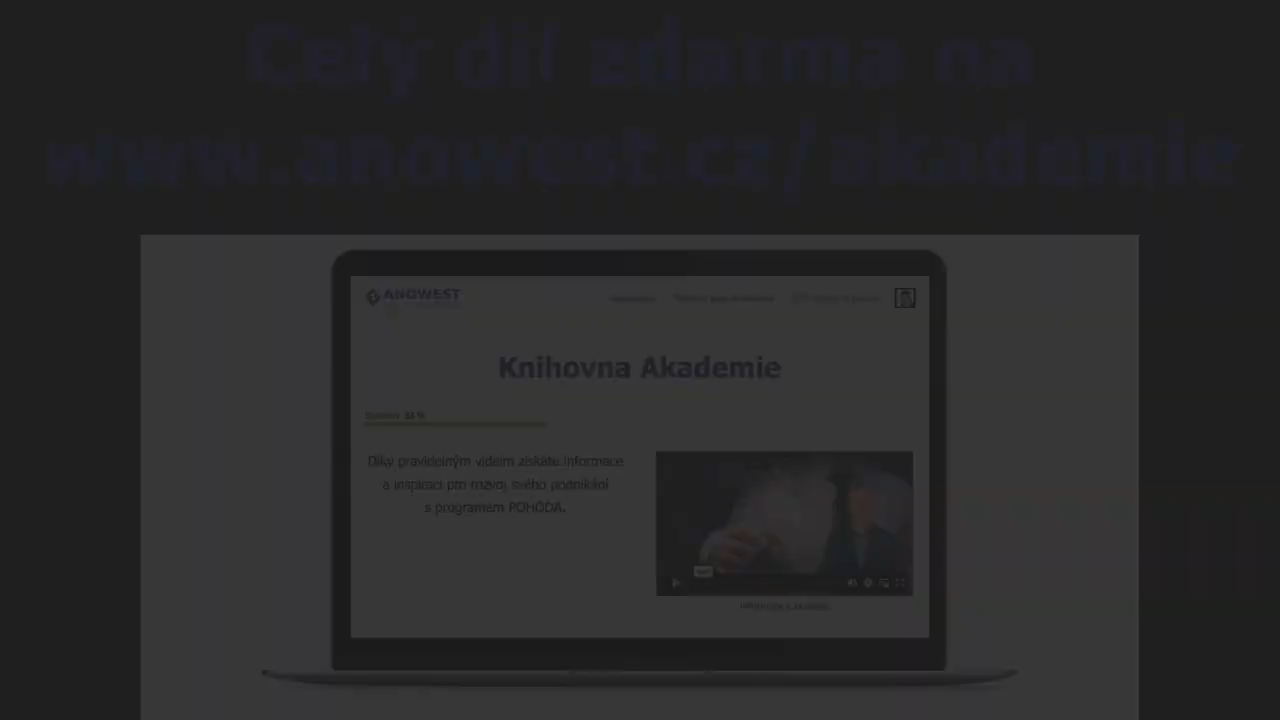 Celý díl zdarma na
www.anowest.cz/akademie
ANOWEST
Knihovna Akademie
Díky pravidelným videím získáte informace
a inspiraci pro rozvoj svého podnikání
s programem POHODA.